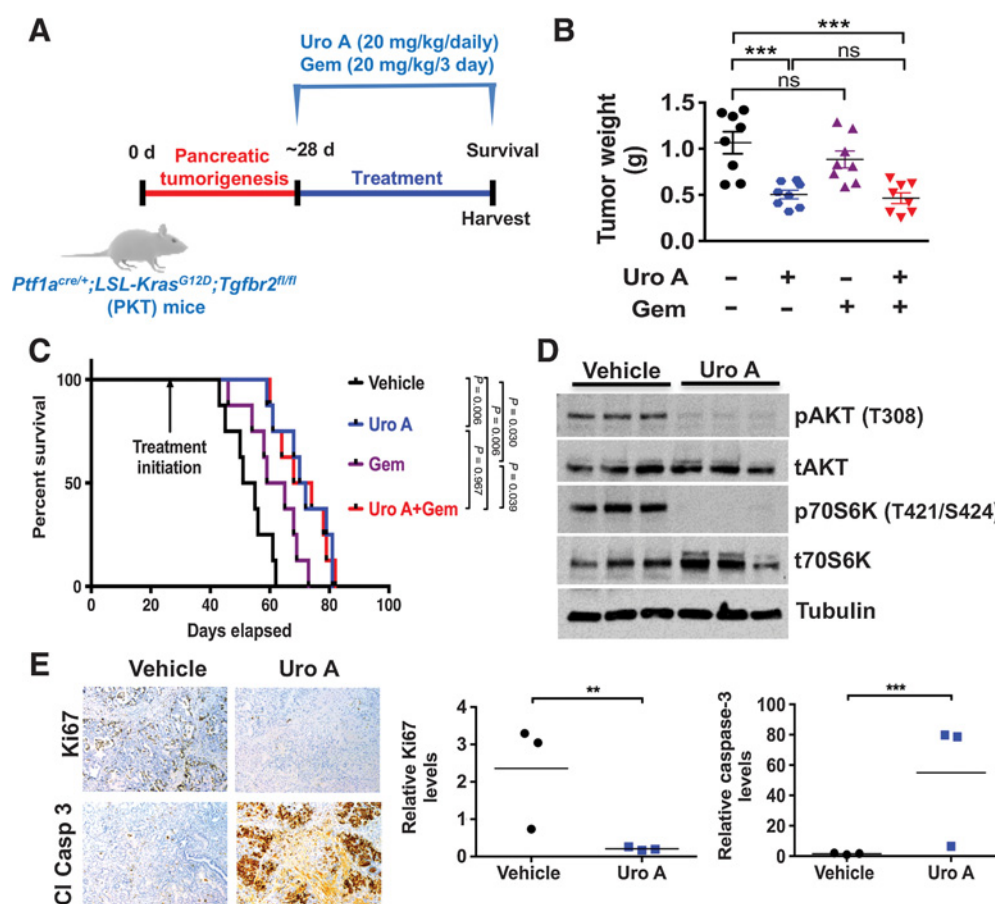 A
Uro A (20 mg/kg/daily)
Gem (20 mg/kg/3 day)
0 d
~28 d
Survival
Pancreatic
tumorigenesis
Treatment
Harvest
Ptf1a^cre/+;LSL-Kras^G12D;Tgfbr2^fl/fl
(PKT) mice
B
***
***
ns
ns
Tumor weight
(g)
1.5
1.0
0.5
0.0
Uro A
- + - +
Gem
- - + +
C
Percent survival
100
50
0
0 20 40 60 80 100
Days elapsed
Treatment
initiation
Vehicle
Uro A
Gem
Uro A+Gem
P = 0.006
P = 0.967
P = 0.006
P = 0.030
P = 0.039
D
Vehicle Uro A
pAKT (T308)
tAKT
p70S6K (T421/S424)
t70S6K
Tubulin
E
Vehicle Uro A
Ki67
Cl Casp 3
Relative Ki67
levels
4
3
2
1
0
**
Vehicle Uro A
Relative caspase-3
levels
100
80
60
40
20
0
***
Vehicle Uro A